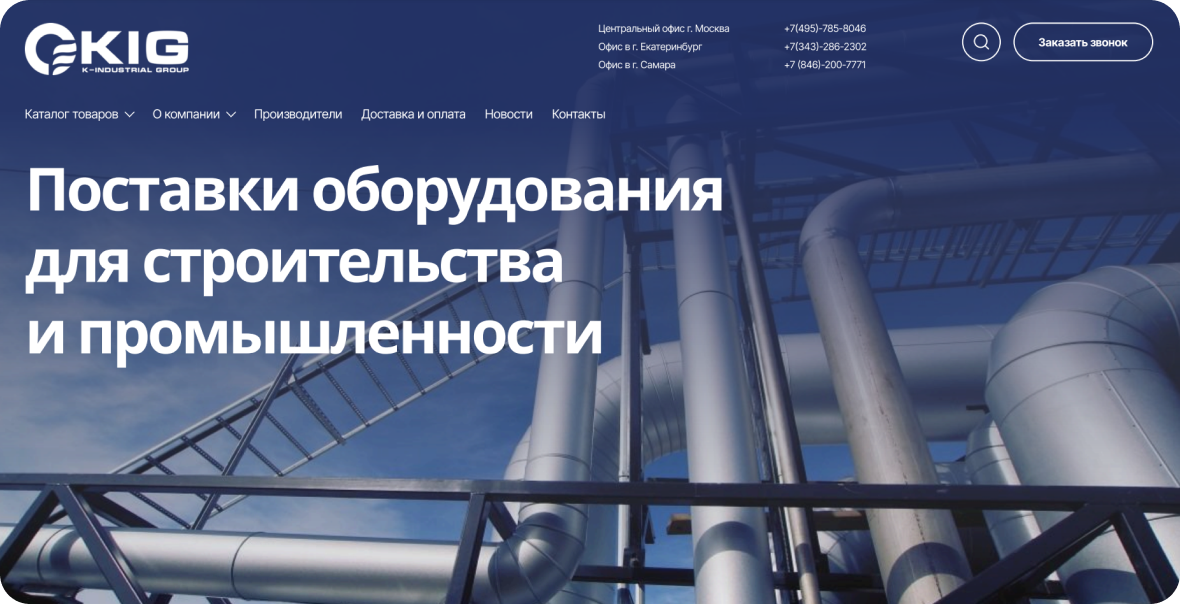 KIG
K-INDUSTRIAL GROUP
Центральный офис г. Москва +7(495)-785-8046
Офис в г. Екатеринбург +7(343)-286-2302
Офис в г. Самара +7 (846)-200-7771
Заказать звонок
Каталог товаров О компании Производители Доставка и оплата Новости Контакты
Поставки оборудования
для строительства
и промышленности